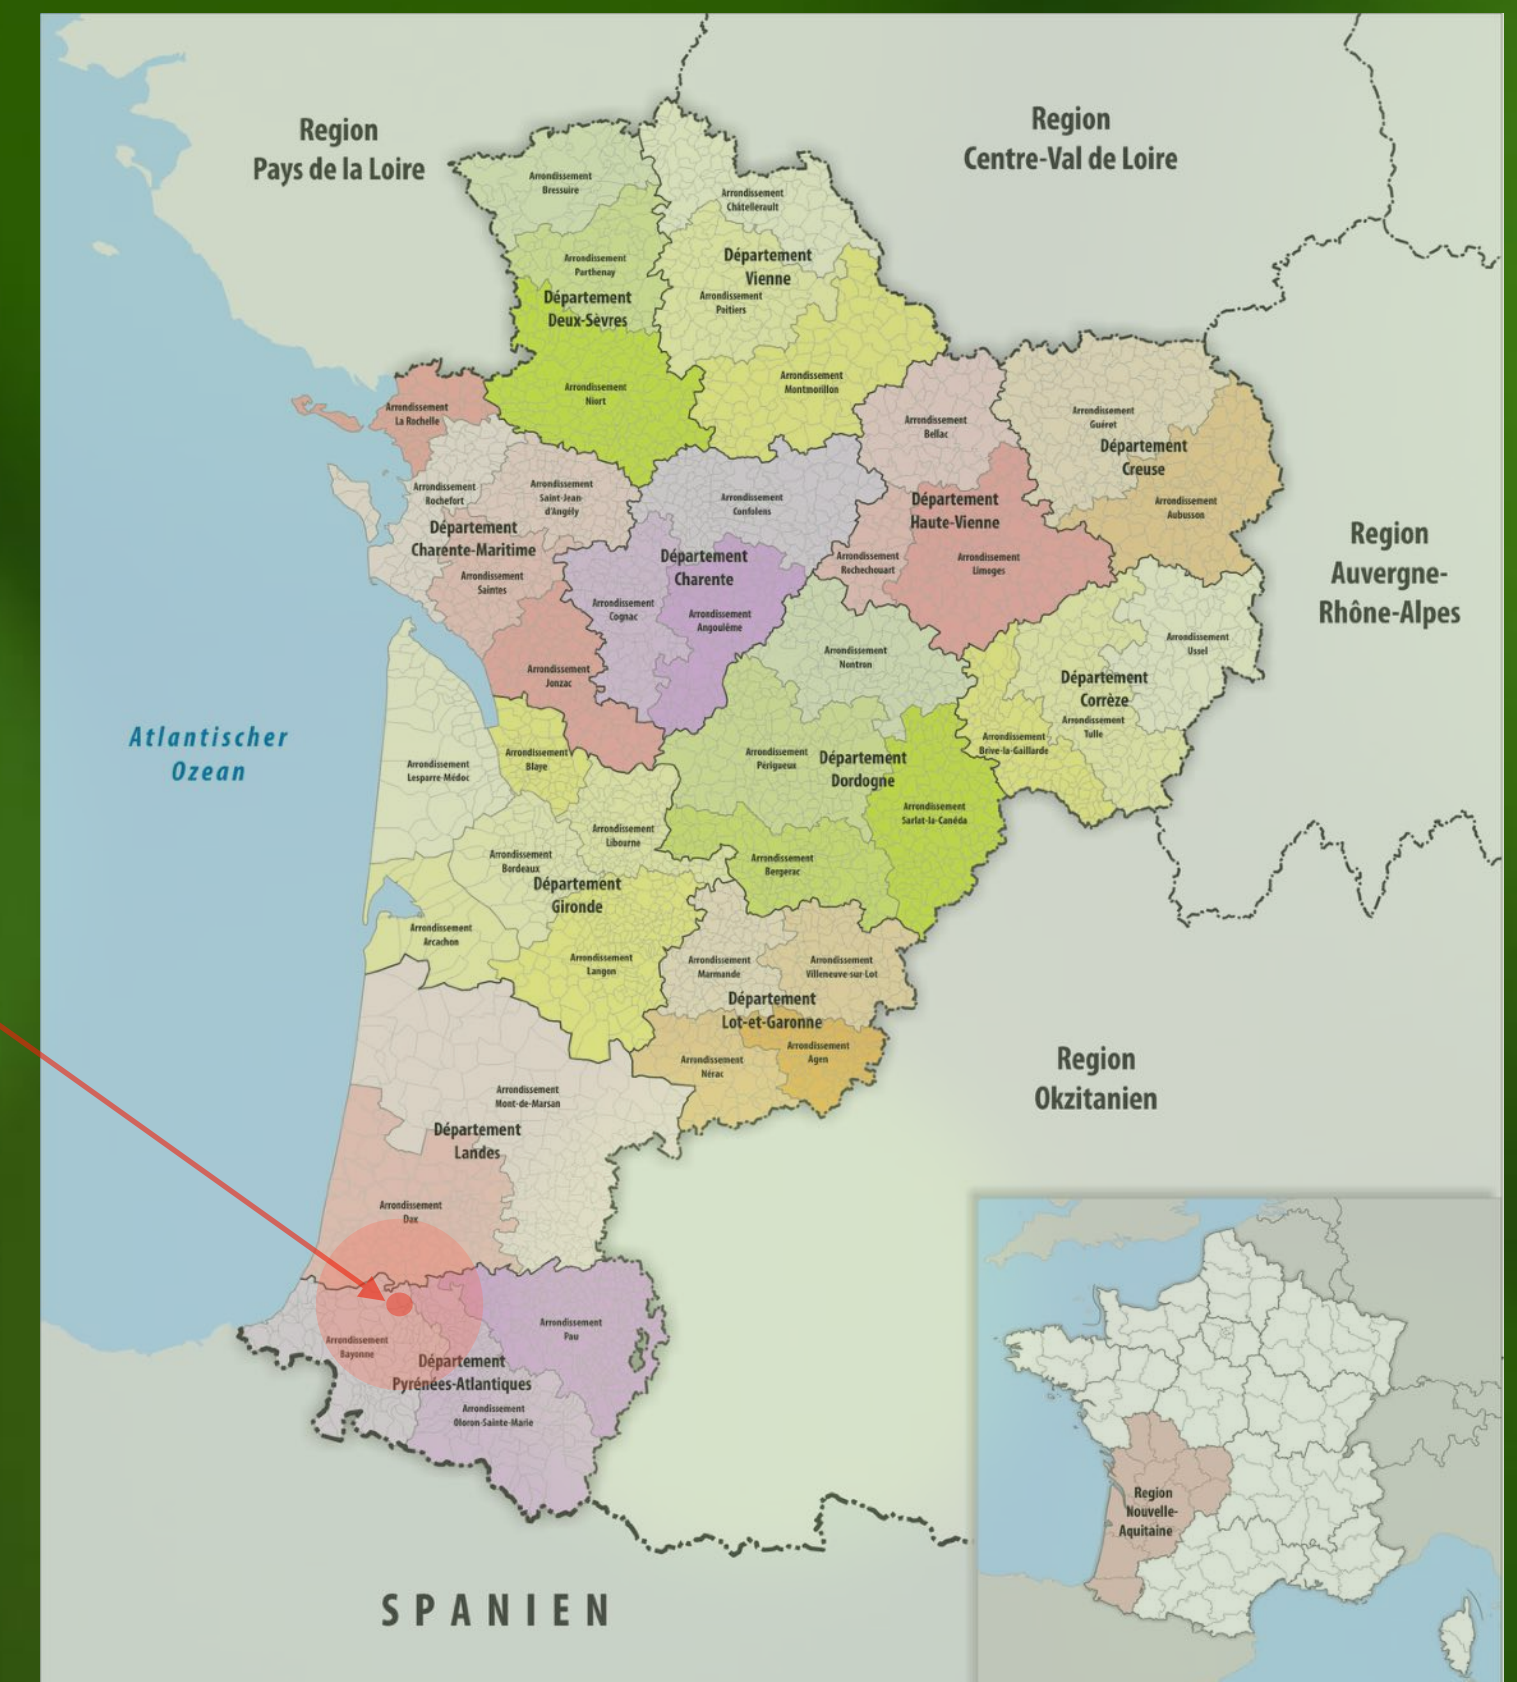 Region
Pays de la Loire
Region
Centre-Val de Loire
Arrondissement
Bressuire
Arrondissement
Châtellerault
Arrondissement
Parthenay
Département
Vienne
Arrondissement
Poitiers
Département
Deux-Sèvres
Arrondissement
Niort
Arrondissement
Montmorillon
Arrondissement
La Rochelle
Arrondissement
Bellac
Arrondissement
Guéret
Département
Creuse
Arrondissement
Aubusson
Arrondissement
Rochefort
Arrondissement
Saint-Jean-
d'Angély
Arrondissement
Confolens
Département
Haute-Vienne
Département
Charente-Maritime
Département
Charente
Arrondissement
Rochechouart
Arrondissement
Limoges
Region
Auvergne-
Rhône-Alpes
Arrondissement
Saintes
Arrondissement
Cognac
Arrondissement
Angoulême
Arrondissement
Nontron
Arrondissement
Ussel
Arrondissement
Jonzac
Département
Corrèze
Arrondissement
Tulle
Arrondissement
Brive-la-Gaillarde
Atlantischer
Ozean
Arrondissement
Lesparre-Médoc
Arrondissement
Blaye
Arrondissement
Périgueux
Département
Dordogne
Arrondissement
Sarlat-la-Canéda
Arrondissement
Libourne
Arrondissement
Bordeaux
Arrondissement
Bergerac
Département
Gironde
Arrondissement
Arcachon
Arrondissement
Langon
Arrondissement
Marmande
Arrondissement
Villeneuve-sur-Lot
Département
Lot-et-Garonne
Arrondissement
Nérac
Arrondissement
Agen
Region
Okzitanien
Arrondissement
Mont-de-Marsan
Département
Landes
Arrondissement
Dax
Arrondissement
Bayonne
Arrondissement
Pau
Département
Pyrénées-Atlantiques
Arrondissement
Oloron-Sainte-Marie
SPANIEN
Region
Nouvelle-
Aquitaine